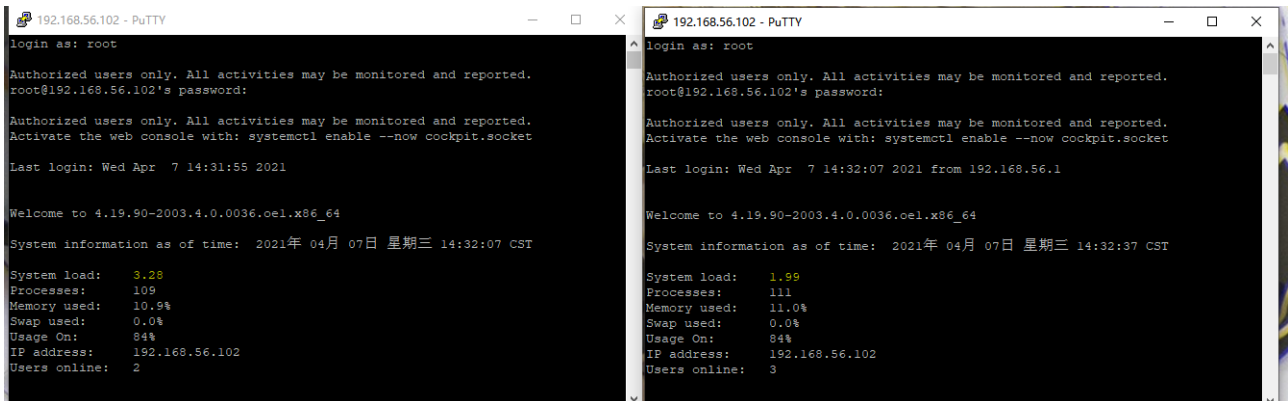 192.168.56.102 - PuTTY
login as: root
Authorized users only. All activities may be monitored and reported.
root@192.168.56.102's password:
Authorized users only. All activities may be monitored and reported.
Activate the web console with: systemctl enable --now cockpit.socket
Last login: Wed Apr  7 14:31:55 2021
Welcome to 4.19.90-2003.4.0.0036.oe1.x86_64
System information as of time:  2021年 04月 07日 星期三 14:32:07 CST
System load:    3.28
Processes:      109
Memory used:    10.9%
Swap used:      0.0%
Usage On:       84%
IP address:     192.168.56.102
Users online:   2
192.168.56.102 - PuTTY
login as: root
Authorized users only. All activities may be monitored and reported.
root@192.168.56.102's password:
Authorized users only. All activities may be monitored and reported.
Activate the web console with: systemctl enable --now cockpit.socket
Last login: Wed Apr  7 14:32:07 2021 from 192.168.56.1
Welcome to 4.19.90-2003.4.0.0036.oe1.x86_64
System information as of time:  2021年 04月 07日 星期三 14:32:37 CST
System load:    1.99
Processes:      111
Memory used:    11.0%
Swap used:      0.0%
Usage On:       84%
IP address:     192.168.56.102
Users online:   3